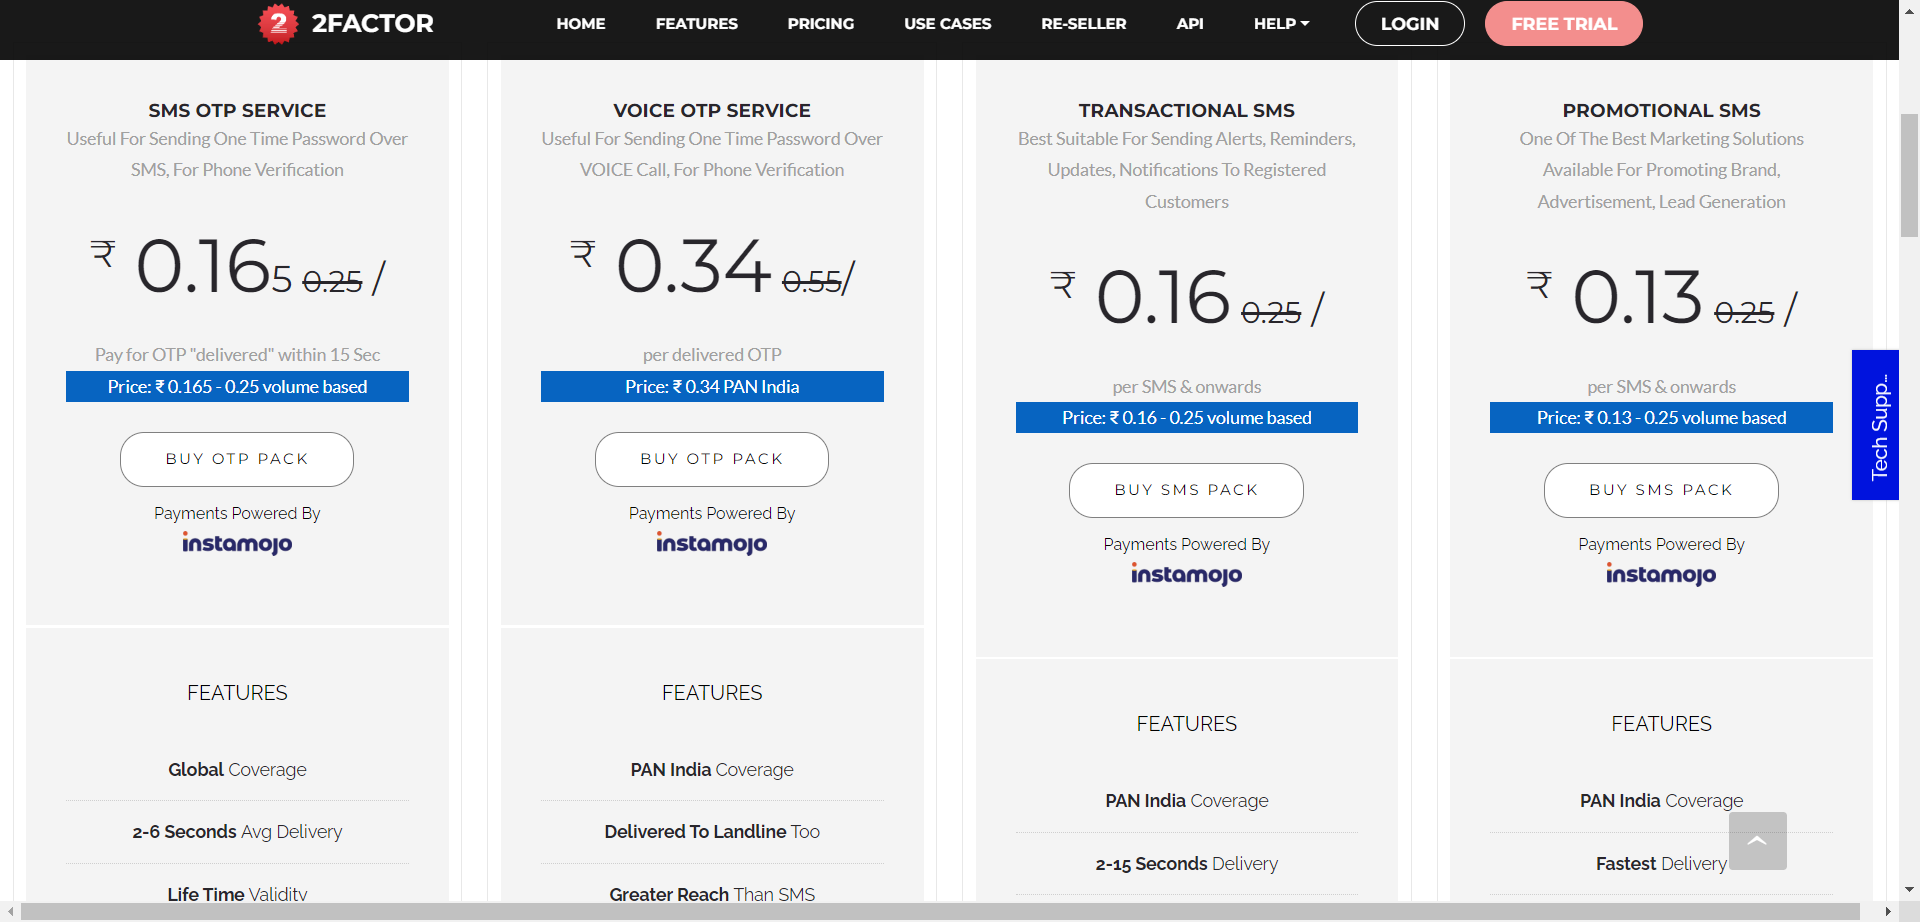 2 2FACTOR HOME FEATURES PRICING USE CASES RE-SELLER API HELP LOGIN FREE TRIAL
SMS OTP SERVICE
Useful For Sending One Time Password Over
SMS, For Phone Verification
₹ 0.165 0.25 /
Pay for OTP "delivered" within 15 Sec
Price: ₹ 0.165 - 0.25 volume based
BUY OTP PACK
Payments Powered By
instamojo
FEATURES
Global Coverage
2-6 Seconds Avg Delivery
Life Time Validity
VOICE OTP SERVICE
Useful For Sending One Time Password Over
VOICE Call, For Phone Verification
₹ 0.34 0.55/
per delivered OTP
Price: ₹ 0.34 PAN India
BUY OTP PACK
Payments Powered By
instamojo
FEATURES
PAN India Coverage
Delivered To Landline Too
Greater Reach Than SMS
TRANSACTIONAL SMS
Best Suitable For Sending Alerts, Reminders,
Updates, Notifications To Registered
Customers
₹ 0.16 0.25 /
per SMS & onwards
Price: ₹ 0.16 - 0.25 volume based
BUY SMS PACK
Payments Powered By
instamojo
FEATURES
PAN India Coverage
2-15 Seconds Delivery
PROMOTIONAL SMS
One Of The Best Marketing Solutions
Available For Promoting Brand,
Advertisement, Lead Generation
₹ 0.13 0.25 /
per SMS & onwards
Price: ₹ 0.13 - 0.25 volume based
BUY SMS PACK
Payments Powered By
instamojo
FEATURES
PAN India Coverage
Fastest Delivery
Tech Supp...